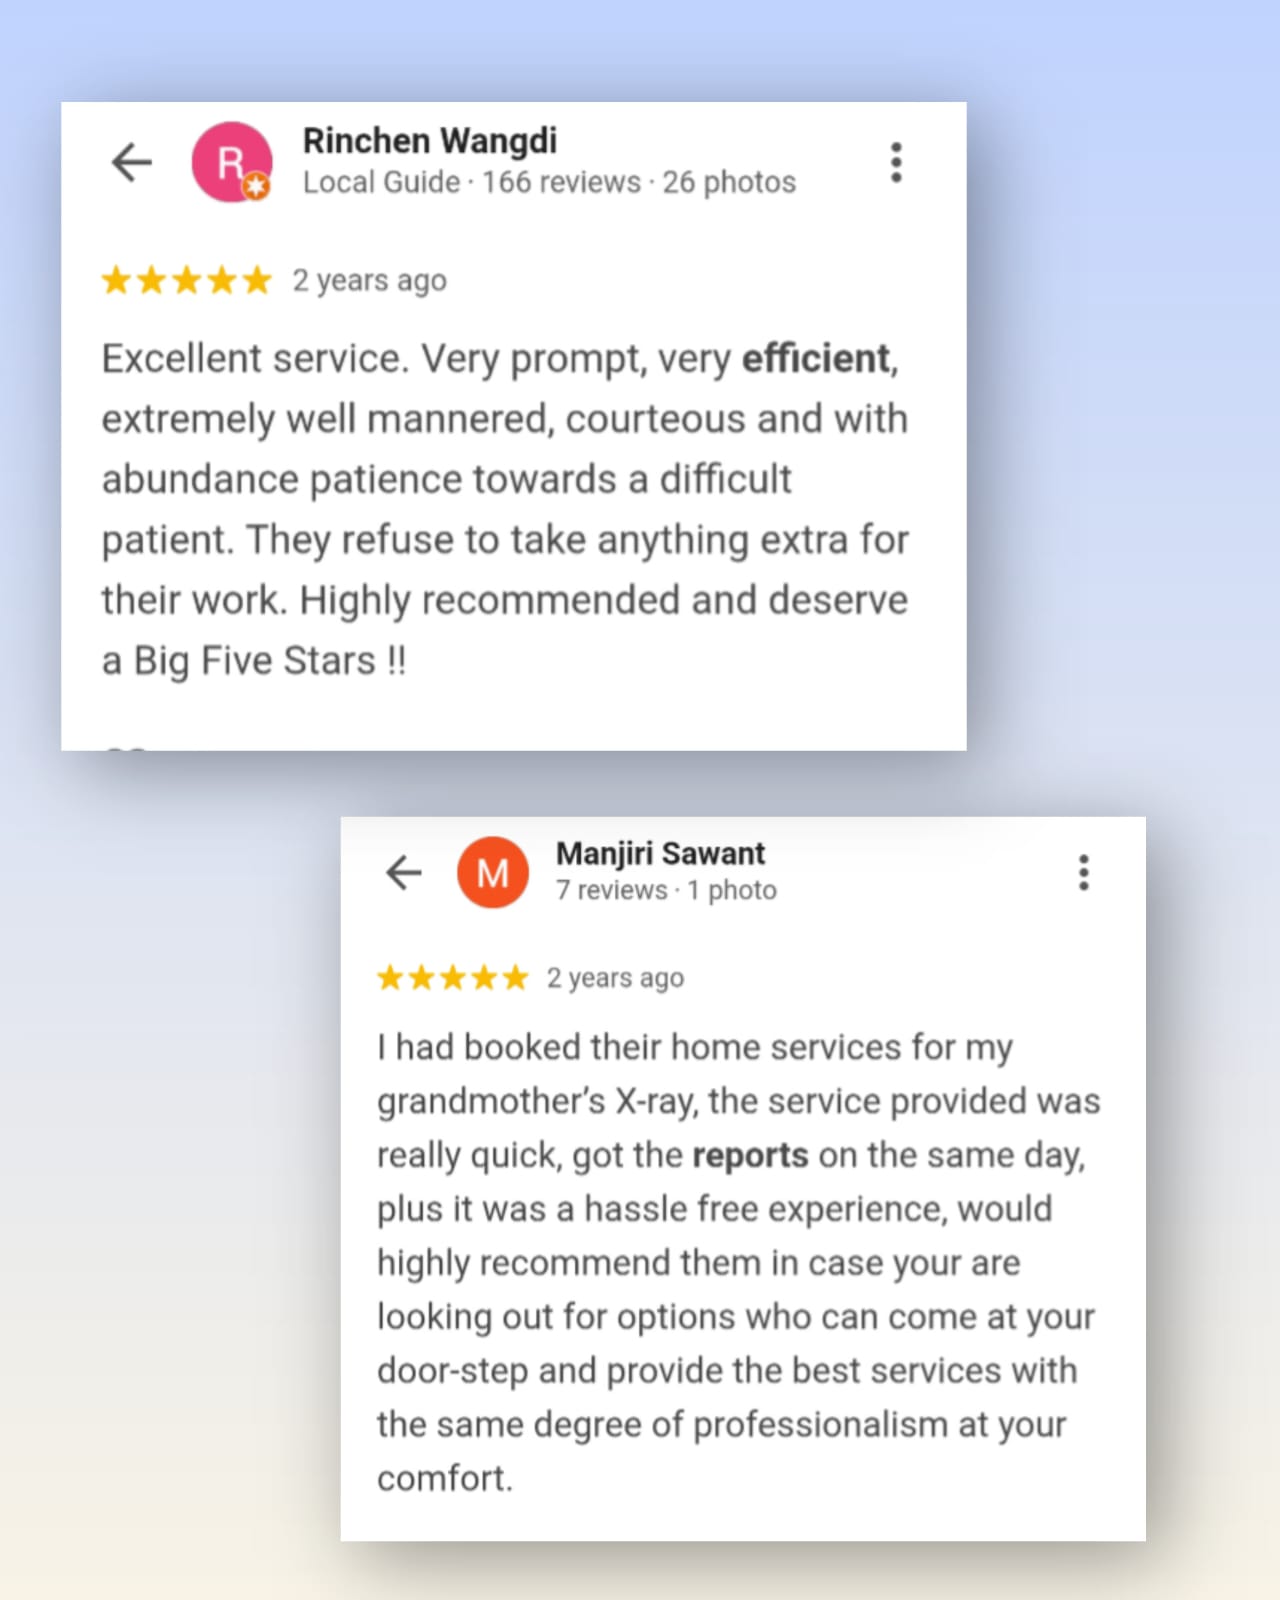 R
Rinchen Wangdi
Local Guide · 166 reviews · 26 photos
2 years ago
Excellent service. Very prompt, very efficient,
extremely well mannered, courteous and with
abundance patience towards a difficult
patient. They refuse to take anything extra for
their work. Highly recommended and deserve
a Big Five Stars !!
M
Manjiri Sawant
7 reviews · 1 photo
2 years ago
I had booked their home services for my
grandmother’s X-ray, the service provided was
really quick, got the reports on the same day,
plus it was a hassle free experience, would
highly recommend them in case your are
looking out for options who can come at your
door-step and provide the best services with
the same degree of professionalism at your
comfort.